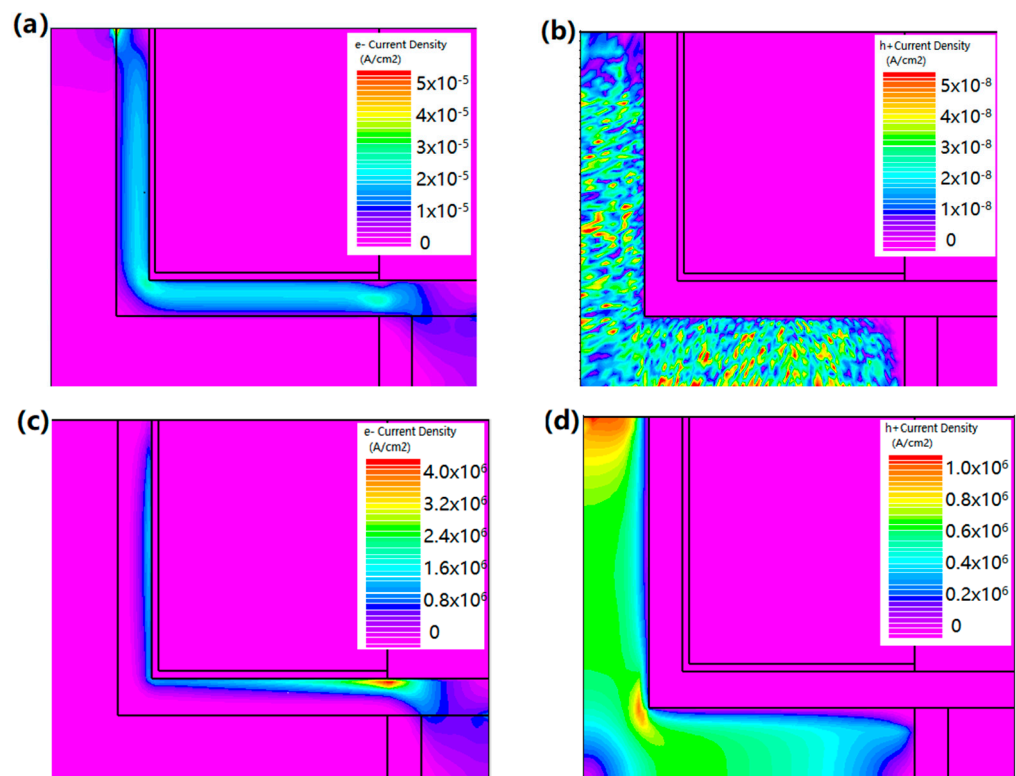 (a)
e- Current Density
(A/cm2)
5x10⁻⁵
4x10⁻⁵
3x10⁻⁵
2x10⁻⁵
1x10⁻⁵
0
(b)
h+Current Density
(A/cm2)
5x10⁻⁸
4x10⁻⁸
3x10⁻⁸
2x10⁻⁸
1x10⁻⁸
0
(c)
e- Current Density
(A/cm2)
4.0x10⁶
3.2x10⁶
2.4x10⁶
1.6x10⁶
0.8x10⁶
0
(d)
h+Current Density
(A/cm2)
1.0x10⁶
0.8x10⁶
0.6x10⁶
0.4x10⁶
0.2x10⁶
0